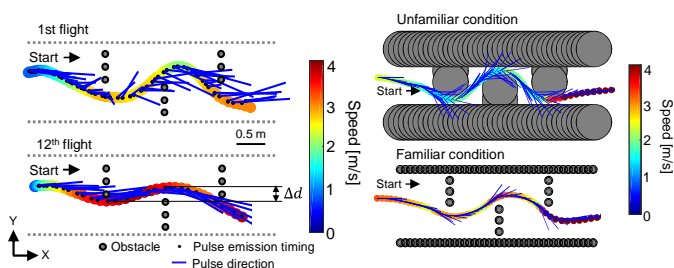 1st flight
Start
0.5 m
4
3
2
1
0
Speed [m/s]
12th flight
Start
Δd
Y
X
Obstacle
Pulse emission timing
Pulse direction
Unfamiliar condition
Start
Familiar condition
Start
4
3
2
1
0
Speed [m/s]